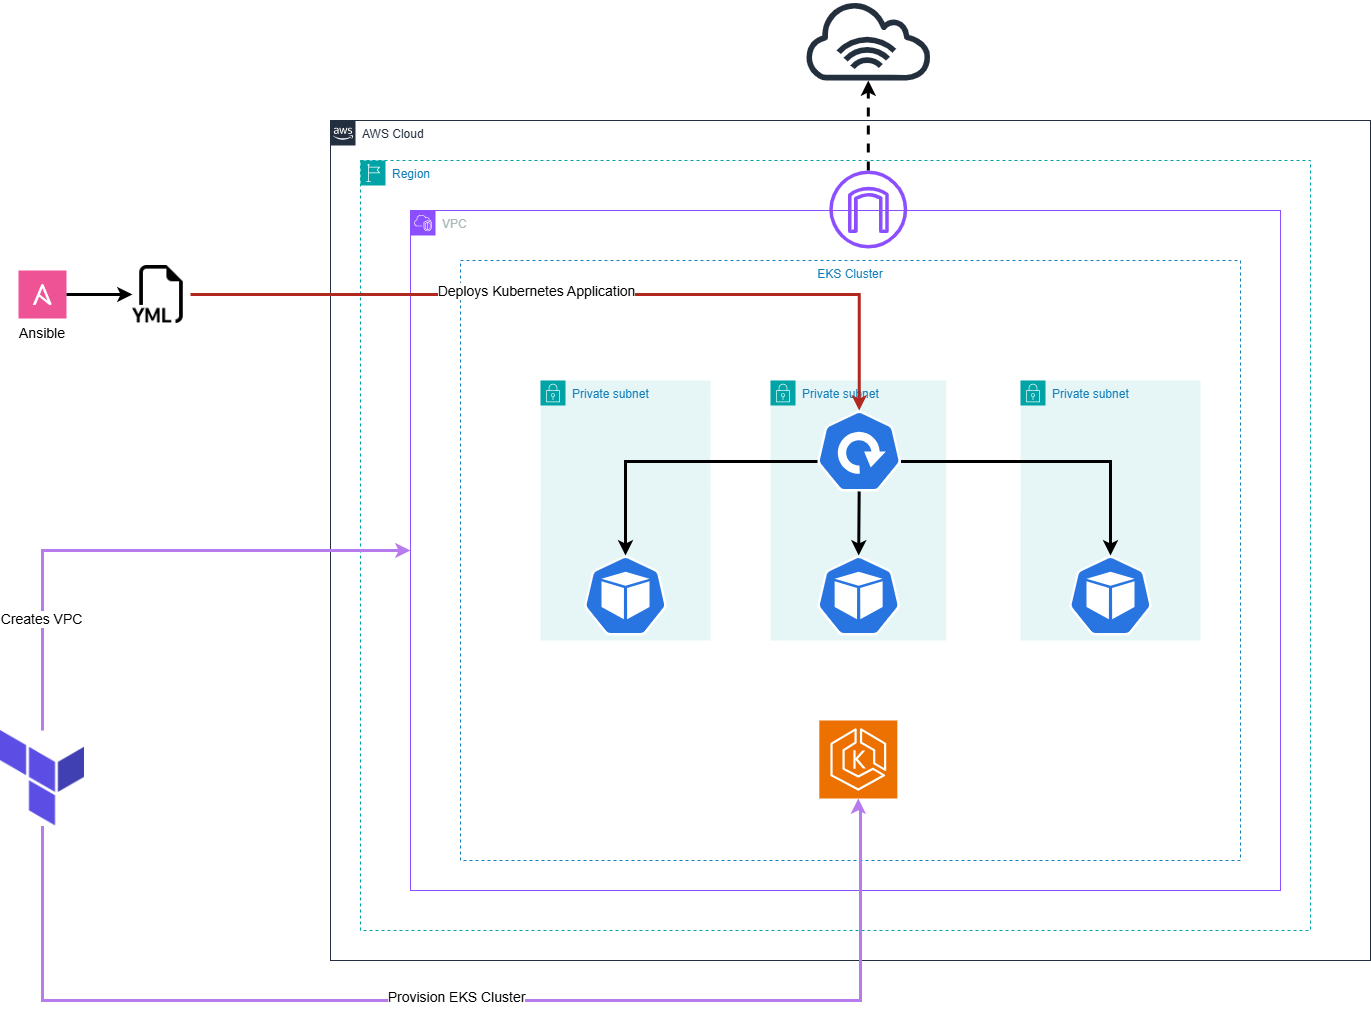 aws
AWS Cloud
Region
VPC
EKS Cluster
Deploys Kubernetes Application
YML
Ansible
Private subnet
Private subnet
Private subnet
Creates VPC
K
Provision EKS Cluster